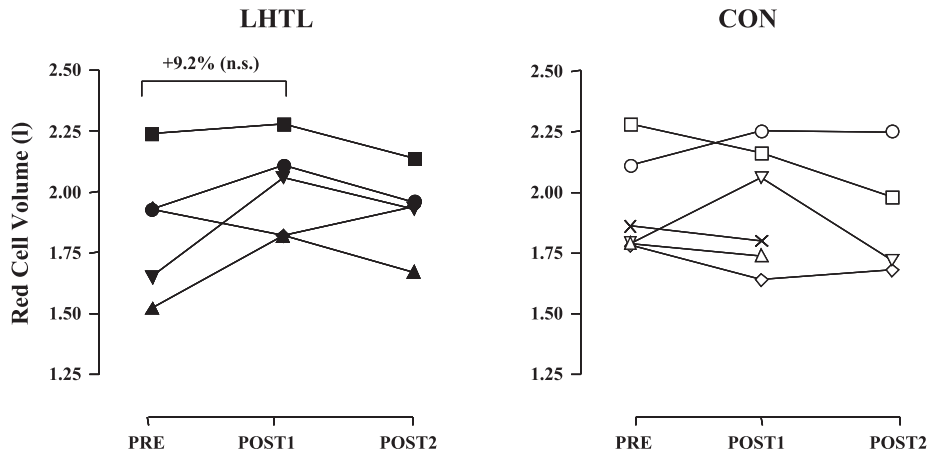 LHTL
CON
+9.2% (n.s.)
Red Cell Volume (l)
2.50
2.25
2.00
1.75
1.50
1.25
PRE
POST1
POST2
2.50
2.25
2.00
1.75
1.50
1.25
PRE
POST1
POST2